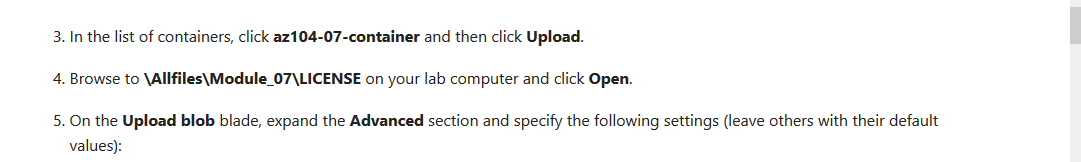 3. In the list of containers, click az104-07-container and then click Upload.
4. Browse to \Allfiles\Module_07\LICENSE on your lab computer and click Open.
5. On the Upload blob blade, expand the Advanced section and specify the following settings (leave others with their default
values):